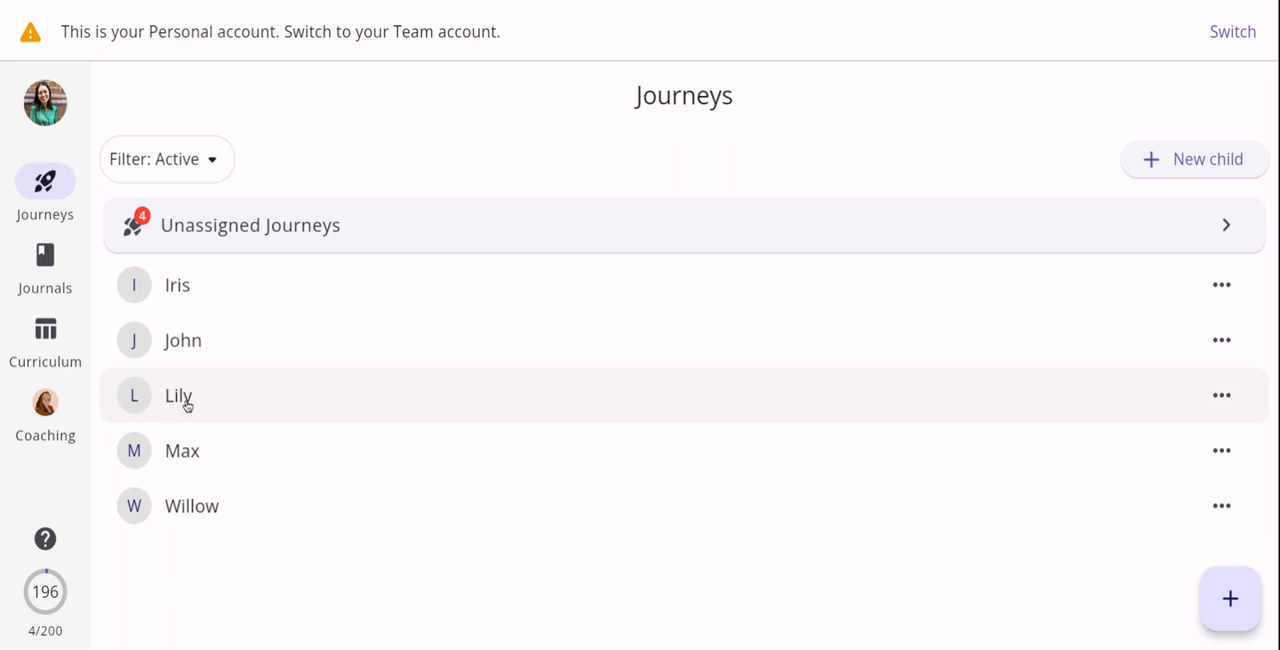 This is your Personal account. Switch to your Team account.
Switch
Journeys
Filter: Active
New child
4
Unassigned Journeys
I
Iris
J
John
L
Lily
M
Max
W
Willow
Journeys
Journals
Curriculum
Coaching
196
4/200